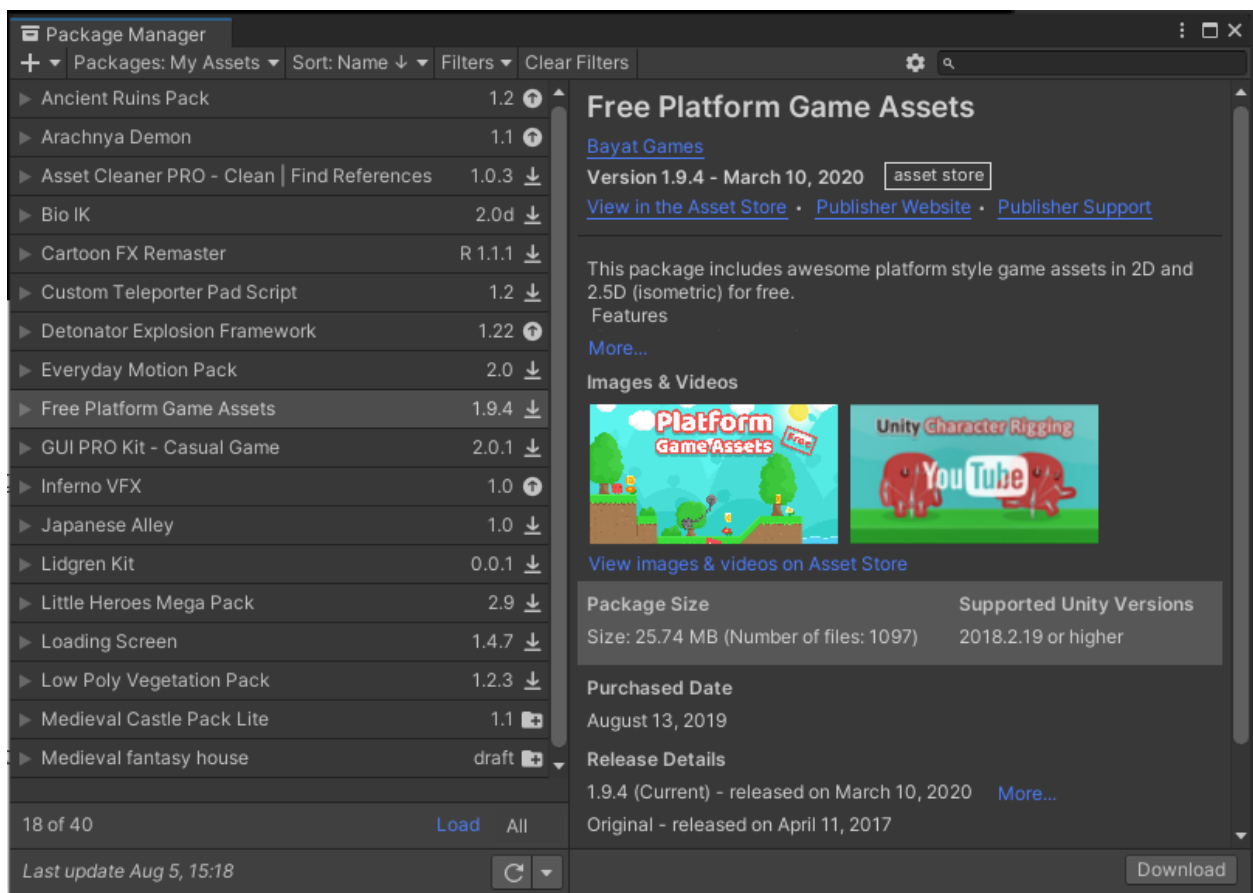 Package Manager
Packages: My Assets Sort: Name ↓ Filters Clear Filters
Ancient Ruins Pack 1.2
Arachnya Demon 1.1
Asset Cleaner PRO - Clean | Find References 1.0.3
Bio IK 2.0d
Cartoon FX Remaster R 1.1.1
Custom Teleporter Pad Script 1.2
Detonator Explosion Framework 1.22
Everyday Motion Pack 2.0
Free Platform Game Assets 1.9.4
GUI PRO Kit - Casual Game 2.0.1
Inferno VFX 1.0
Japanese Alley 1.0
Lidgren Kit 0.0.1
Little Heroes Mega Pack 2.9
Loading Screen 1.4.7
Low Poly Vegetation Pack 1.2.3
Medieval Castle Pack Lite 1.1
Medieval fantasy house draft
18 of 40 Load All
Last update Aug 5, 15:18
Free Platform Game Assets
Bayat Games
Version 1.9.4 - March 10, 2020 asset store
View in the Asset Store • Publisher Website • Publisher Support
This package includes awesome platform style game assets in 2D and
2.5D (isometric) for free.
Features
More...
Images & Videos
Platform
Game Assets Free
Unity Character Rigging
YouTube
View images & videos on Asset Store
Package Size Supported Unity Versions
Size: 25.74 MB (Number of files: 1097) 2018.2.19 or higher
Purchased Date
August 13, 2019
Release Details
1.9.4 (Current) - released on March 10, 2020 More...
Original - released on April 11, 2017
Download